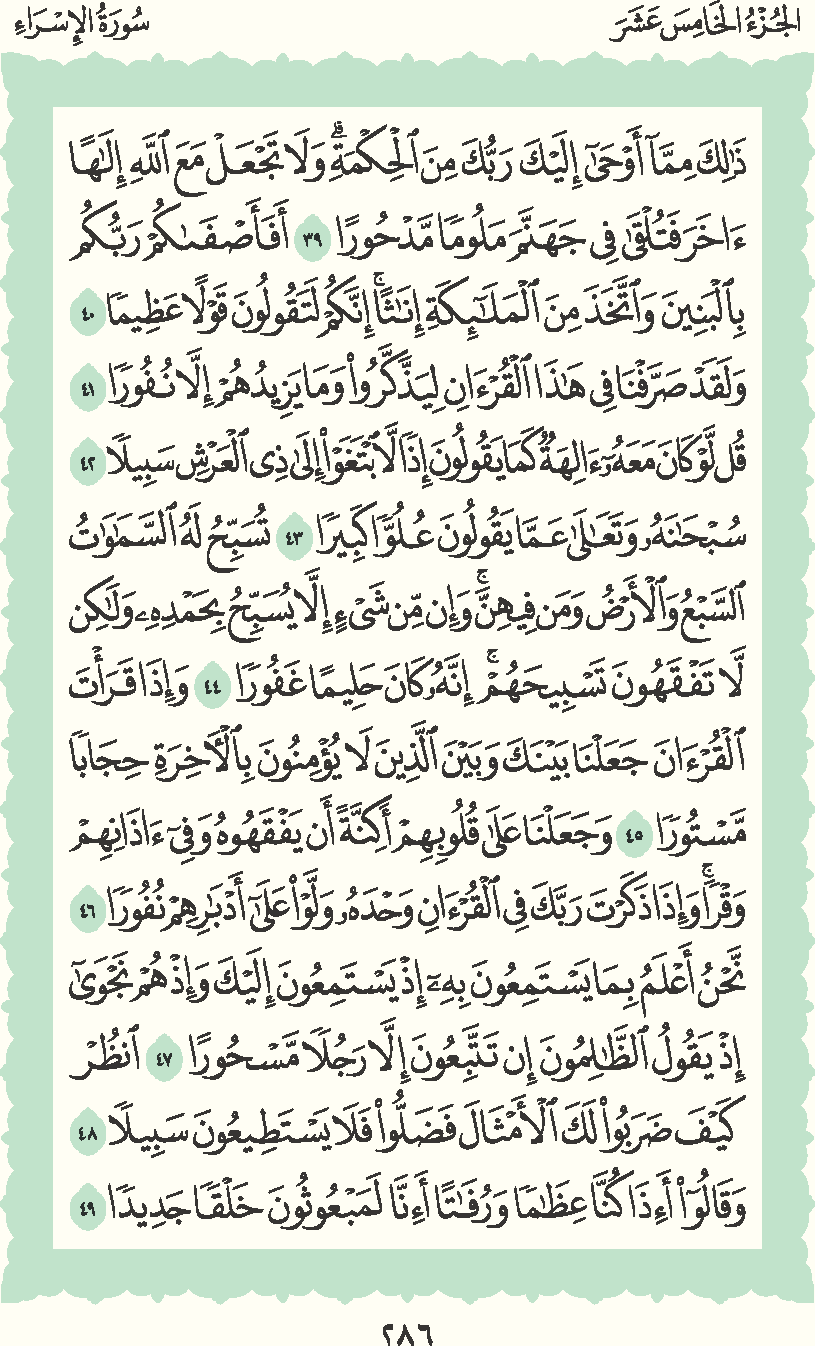 الجُزْءُ الخَامِسَ عَشَرَ
سُورَةُ الإِسْرَاءِ
ذَٰلِكَ مِمَّآ أَوْحَىٰٓ إِلَيْكَ رَبُّكَ مِنَ ٱلْحِكْمَةِۗ وَلَا تَجْعَلْ مَعَ ٱللَّهِ إِلَٰهًا
ءَاخَرَ فَتُلْقَىٰ فِى جَهَنَّمَ مَلُومًا مَّدْحُورًا ٣٩ أَفَأَصْفَىٰكُمْ رَبُّكُم
بِٱلْبَنِينَ وَٱتَّخَذَ مِنَ ٱلْمَلَٰٓئِكَةِ إِنَٰثًاۚ إِنَّكُمْ لَتَقُولُونَ قَوْلًا عَظِيمًا ٤٠
وَلَقَدْ صَرَّفْنَا فِى هَٰذَا ٱلْقُرْءَانِ لِيَذَّكَّرُوا۟ وَمَا يَزِيدُهُمْ إِلَّا نُفُورًا ٤١
قُل لَّوْ كَانَ مَعَهُۥٓ ءَالِهَةٌ كَمَا يَقُولُونَ إِذًا لَّٱبْتَغَوْا۟ إِلَىٰ ذِى ٱلْعَرْشِ سَبِيلًا ٤٢
سُبْحَٰنَهُۥ وَتَعَٰلَىٰ عَمَّا يَقُولُونَ عُلُوًّا كَبِيرًا ٤٣ تُسَبِّحُ لَهُ ٱلسَّمَٰوَٰتُ
ٱلسَّبْعُ وَٱلْأَرْضُ وَمَن فِيهِنَّۚ وَإِن مِّن شَىْءٍ إِلَّا يُسَبِّحُ بِحَمْدِهِۦ وَلَٰكِن
لَّا تَفْقَهُونَ تَسْبِيحَهُمْۚ إِنَّهُۥ كَانَ حَلِيمًا غَفُورًا ٤٤ وَإِذَا قَرَأْتَ
ٱلْقُرْءَانَ جَعَلْنَا بَيْنَكَ وَبَيْنَ ٱلَّذِينَ لَا يُؤْمِنُونَ بِٱلْأَخِرَةِ حِجَابًا
مَّسْتُورًا ٤٥ وَجَعَلْنَا عَلَىٰ قُلُوبِهِمْ أَكِنَّةً أَن يَفْقَهُوهُ وَفِىٓ ءَاذَانِهِمْ
وَقْرًاۚ وَإِذَا ذَكَرْتَ رَبَّكَ فِى ٱلْقُرْءَانِ وَحْدَهُۥ وَلَّوْا۟ عَلَىٰٓ أَدْبَٰرِهِمْ نُفُورًا ٤٦
نَّحْنُ أَعْلَمُ بِمَا يَسْتَمِعُونَ بِهِۦٓ إِذْ يَسْتَمِعُونَ إِلَيْكَ وَإِذْ هُمْ نَجْوَىٰٓ
إِذْ يَقُولُ ٱلظَّٰلِمُونَ إِن تَتَّبِعُونَ إِلَّا رَجُلًا مَّسْحُورًا ٤٧ ٱنظُرْ
كَيْفَ ضَرَبُوا۟ لَكَ ٱلْأَمْثَالَ فَضَلُّوا۟ فَلَا يَسْتَطِيعُونَ سَبِيلًا ٤٨
وَقَالُوٓا۟ أَءِذَا كُنَّا عِظَٰمًا وَرُفَٰتًا أَءِنَّا لَمَبْعُوثُونَ خَلْقًا جَدِيدًا ٤٩
٢٨٦